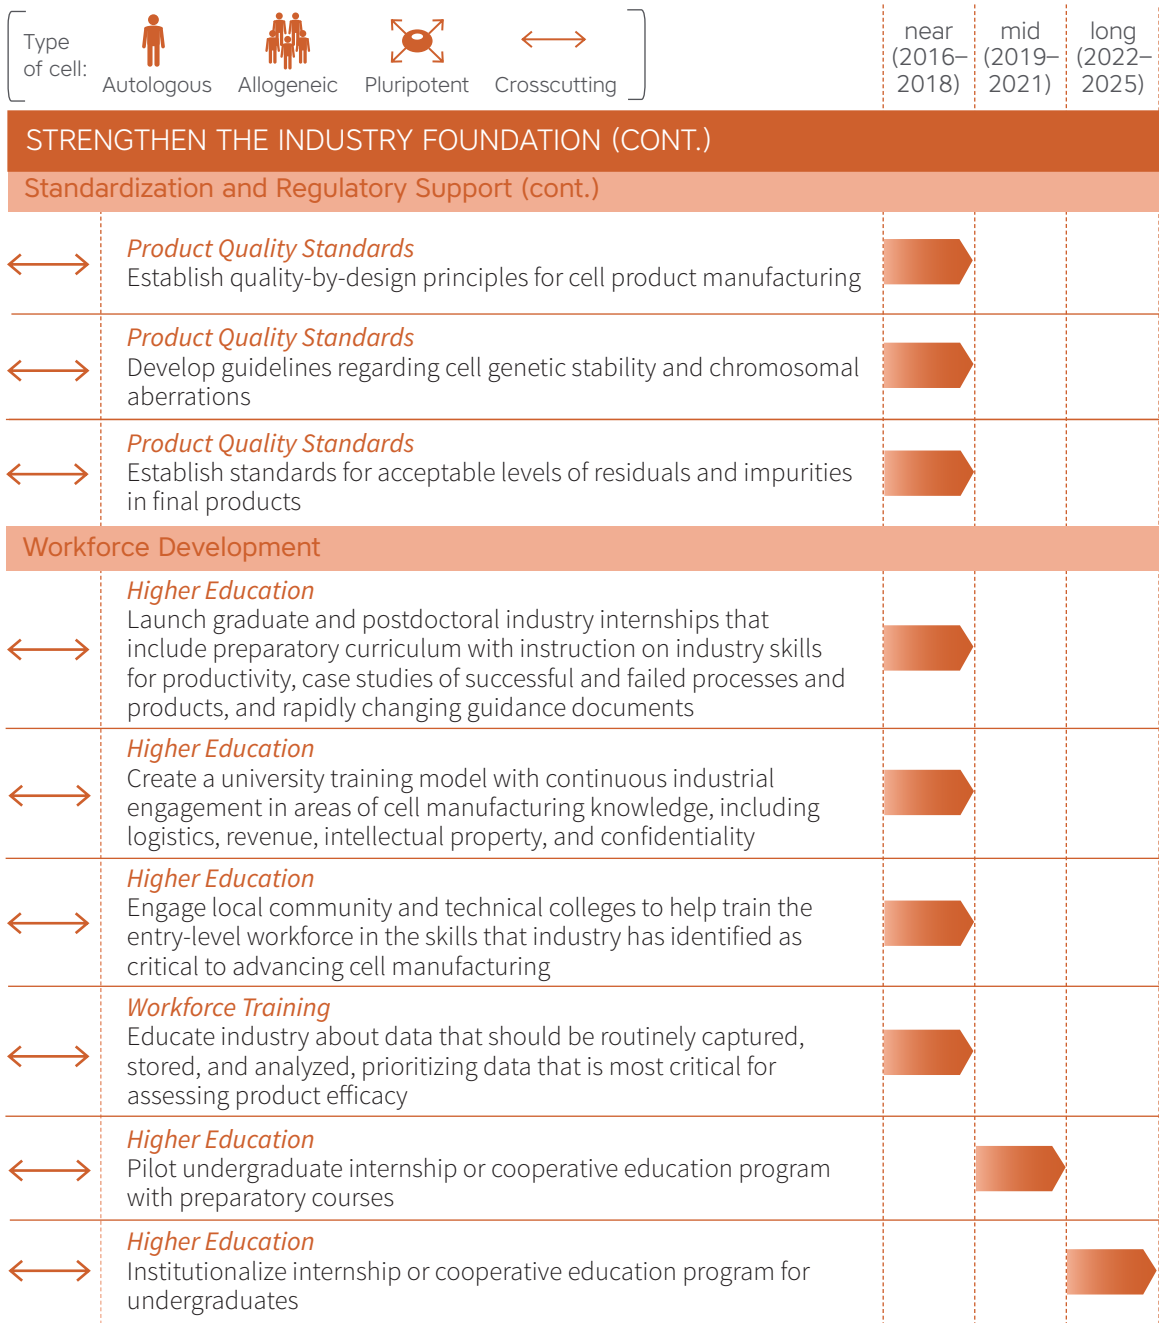 Type
of cell:
Autologous
Allogeneic
Pluripotent
Crosscutting
near
(2016–
2018)
mid
(2019–
2021)
long
(2022–
2025)
STRENGTHEN THE INDUSTRY FOUNDATION (CONT.)
Standardization and Regulatory Support (cont.)
Product Quality Standards
Establish quality-by-design principles for cell product manufacturing
Product Quality Standards
Develop guidelines regarding cell genetic stability and chromosomal
aberrations
Product Quality Standards
Establish standards for acceptable levels of residuals and impurities
in final products
Workforce Development
Higher Education
Launch graduate and postdoctoral industry internships that
include preparatory curriculum with instruction on industry skills
for productivity, case studies of successful and failed processes and
products, and rapidly changing guidance documents
Higher Education
Create a university training model with continuous industrial
engagement in areas of cell manufacturing knowledge, including
logistics, revenue, intellectual property, and confidentiality
Higher Education
Engage local community and technical colleges to help train the
entry-level workforce in the skills that industry has identified as
critical to advancing cell manufacturing
Workforce Training
Educate industry about data that should be routinely captured,
stored, and analyzed, prioritizing data that is most critical for
assessing product efficacy
Higher Education
Pilot undergraduate internship or cooperative education program
with preparatory courses
Higher Education
Institutionalize internship or cooperative education program for
undergraduates